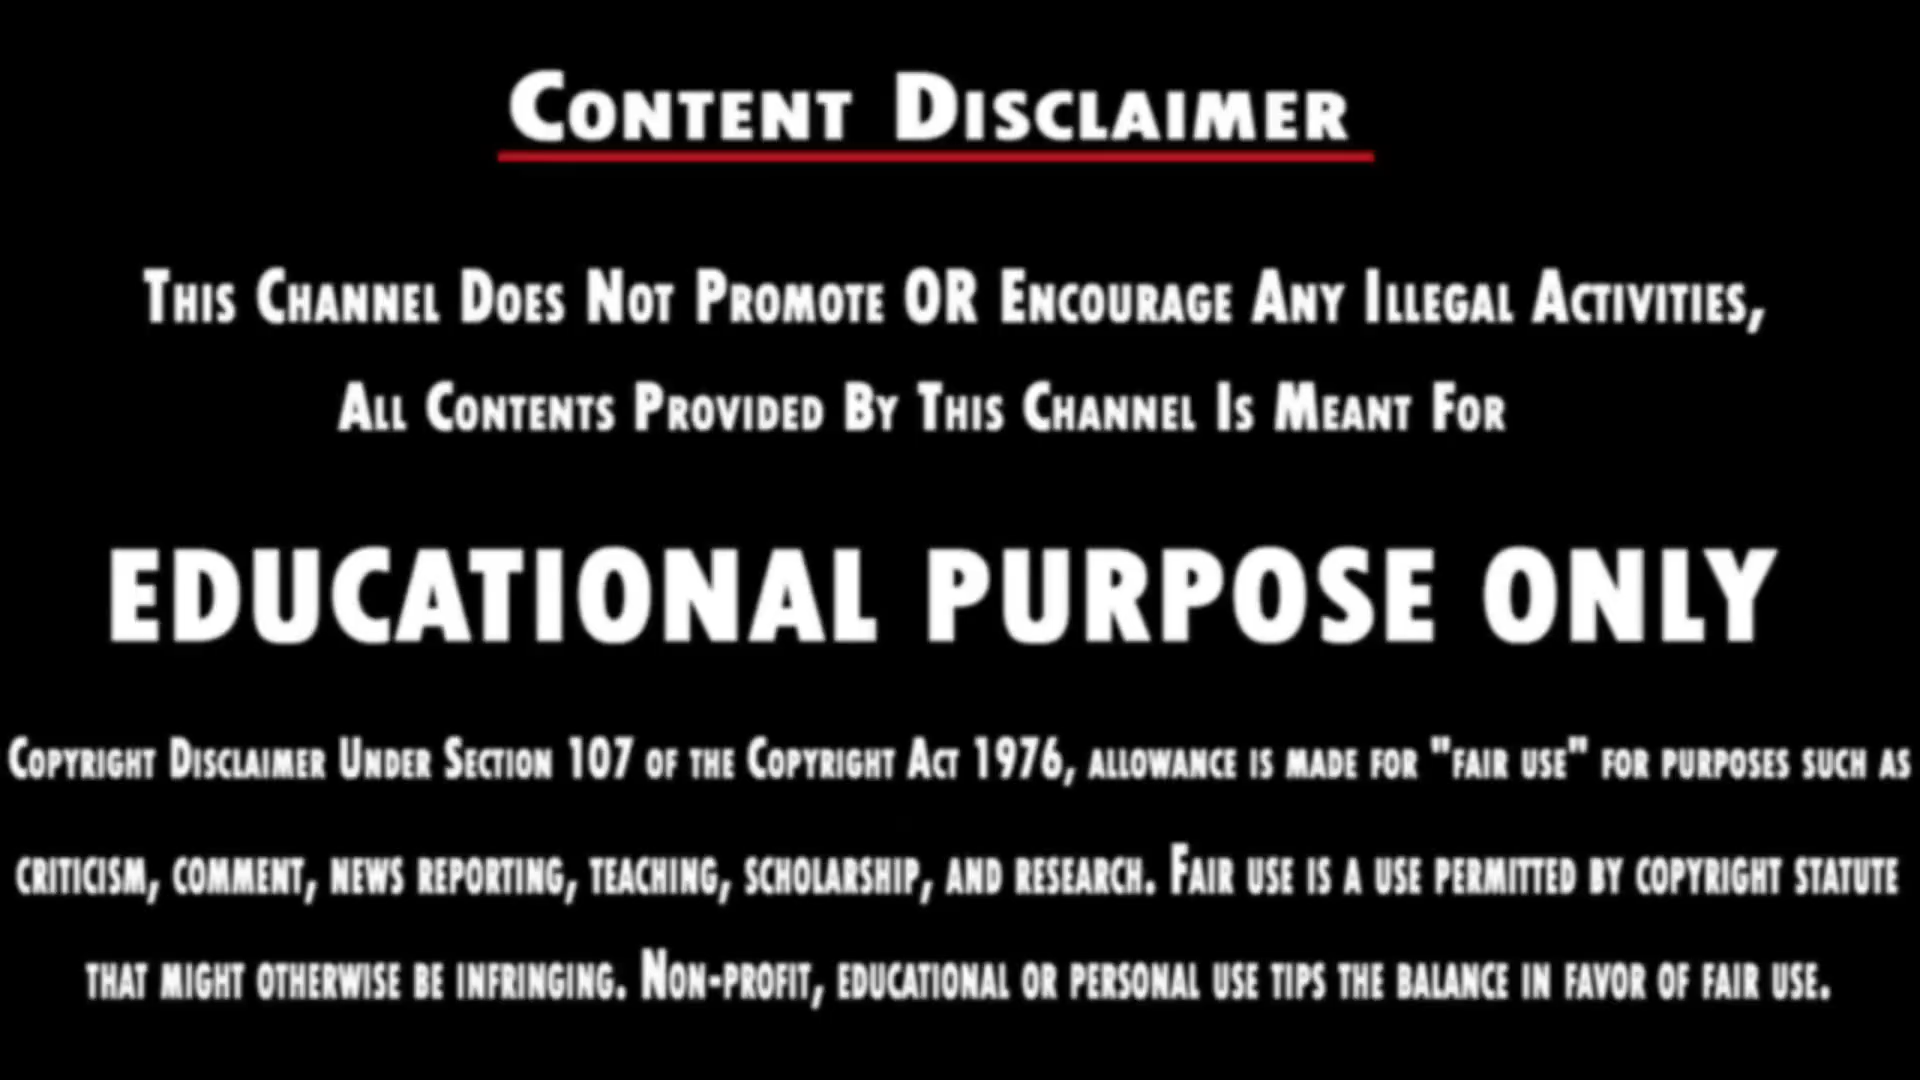 Content Disclaimer
This Channel Does Not Promote OR Encourage Any Illegal Activities,
All Contents Provided By This Channel Is Meant For
EDUCATIONAL PURPOSE ONLY
Copyright Disclaimer Under Section 107 of the Copyright Act 1976, allowance is made for "fair use" for purposes such as
criticism, comment, news reporting, teaching, scholarship, and research. Fair use is a use permitted by copyright statute
that might otherwise be infringing. Non-profit, educational or personal use tips the balance in favor of fair use.